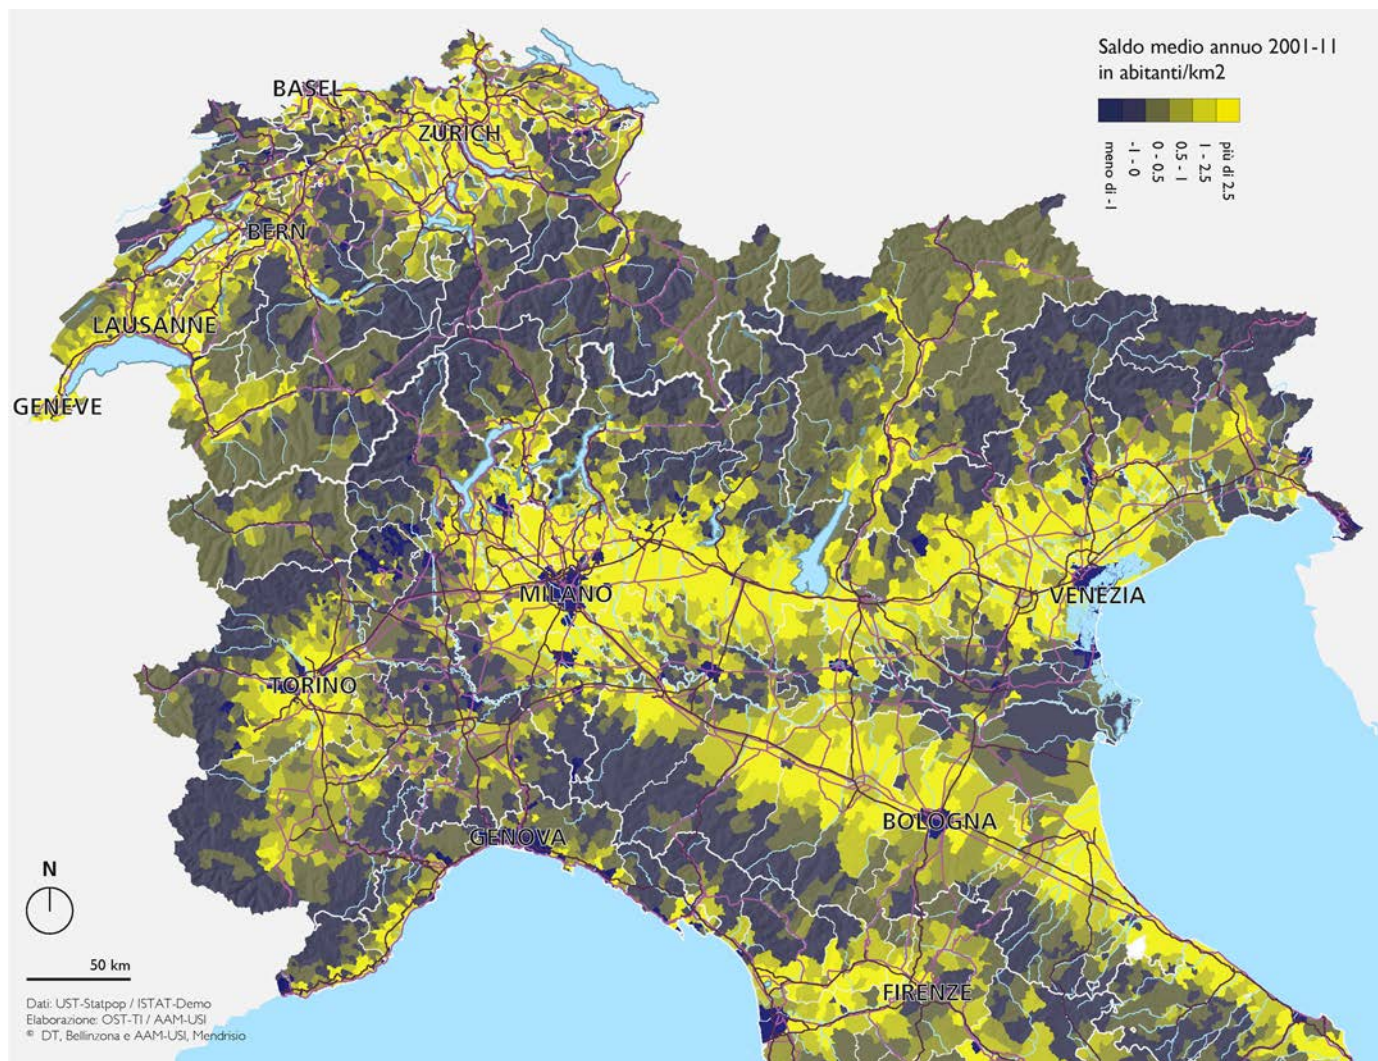 Saldo medio annuo 2001-11
in abitanti/km2
meno di -1
-1 - 0
0 - 0.5
0.5 - 1
1 - 2.5
più di 2.5
BASEL
ZÜRICH
BERN
LAUSANNE
GENEVE
MILANO
VENEZIA
TORINO
BOLOGNA
GENOVA
FIRENZE
N
50 km
Dati: UST-Statpop / ISTAT-Demo
Elaborazione: OST-TI / AAM-USI
© DT, Bellinzona e AAM-USI, Mendrisio